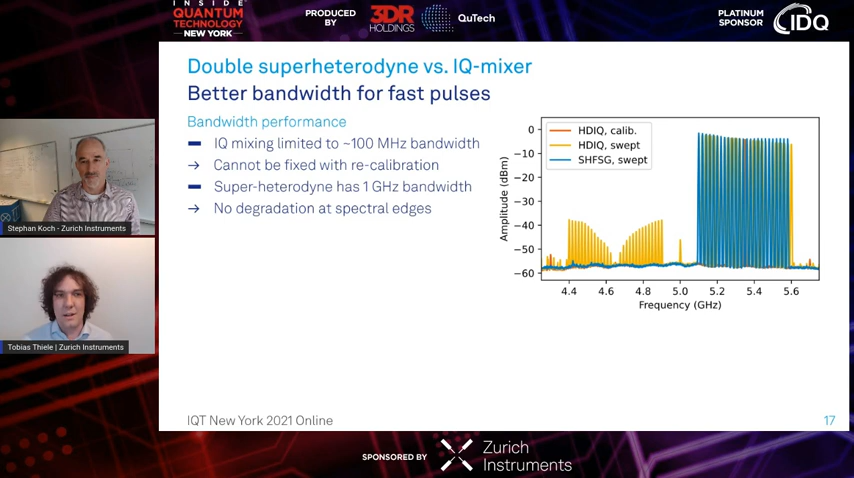 INSIDE
QUANTUM
TECHNOLOGY
NEW YORK
PRODUCED
BY
3DR
HOLDINGS
QuTech
PLATINUM
SPONSOR
IDQ
Double superheterodyne vs. IQ-mixer
Better bandwidth for fast pulses
Bandwidth performance
IQ mixing limited to ~100 MHz bandwidth
→ Cannot be fixed with re-calibration
Super-heterodyne has 1 GHz bandwidth
→ No degradation at spectral edges
HDIQ, calib.
HDIQ, swept
SHFSG, swept
Amplitude (dBm)
0
−10
−20
−30
−40
−50
−60
4.4 4.6 4.8 5.0 5.2 5.4 5.6
Frequency (GHz)
Stephan Koch - Zurich Instruments
Tobias Thiele | Zurich Instruments
IQT New York 2021 Online
17
SPONSORED BY
Zurich
Instruments